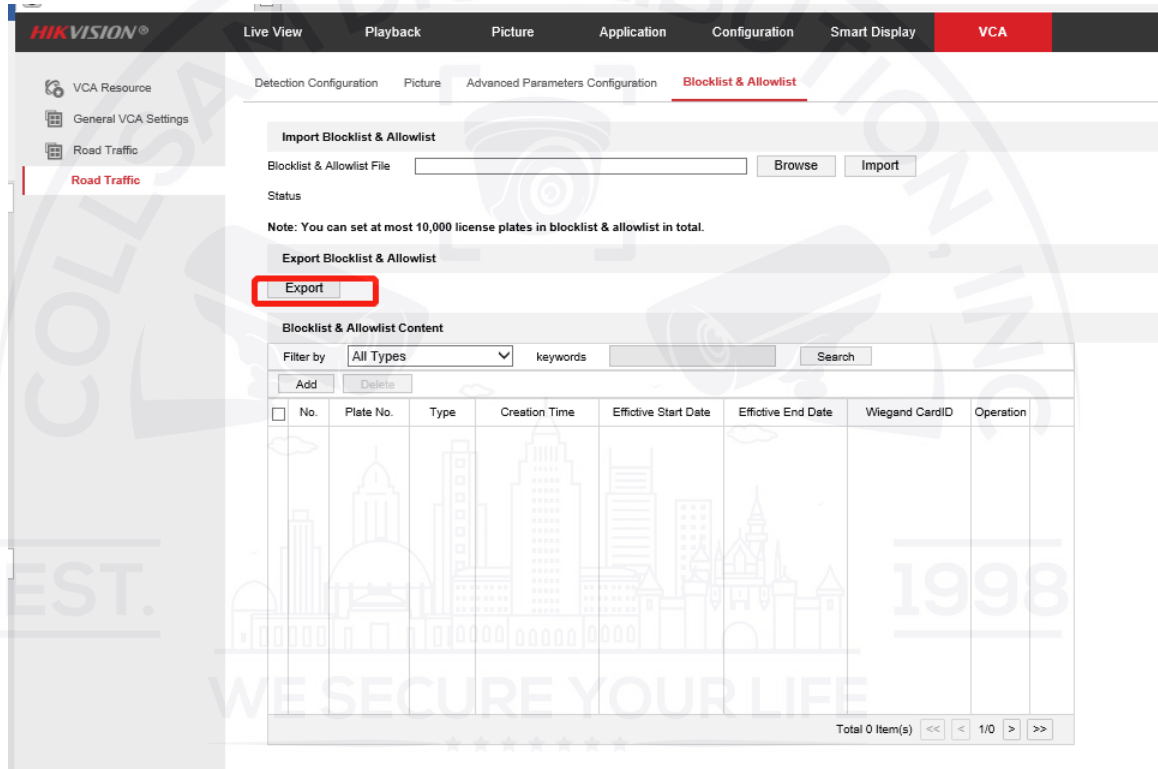 HIKVISION® Live View Playback Picture Application Configuration Smart Display VCA
VCA Resource
General VCA Settings
Road Traffic
Road Traffic
Detection Configuration Picture Advanced Parameters Configuration Blocklist & Allowlist
Import Blocklist & Allowlist
Blocklist & Allowlist File Browse Import
Status
Note: You can set at most 10,000 license plates in blocklist & allowlist in total.
Export Blocklist & Allowlist
Export
Blocklist & Allowlist Content
Filter by All Types keywords Search
Add Delete
No. Plate No. Type Creation Time Effictive Start Date Effictive End Date Wiegand CardID Operation
Total 0 Item(s) << < 1/0 > >>
COLLSAM DISTRIBUTION, INC
EST. 1998
WE SECURE YOUR LIFE